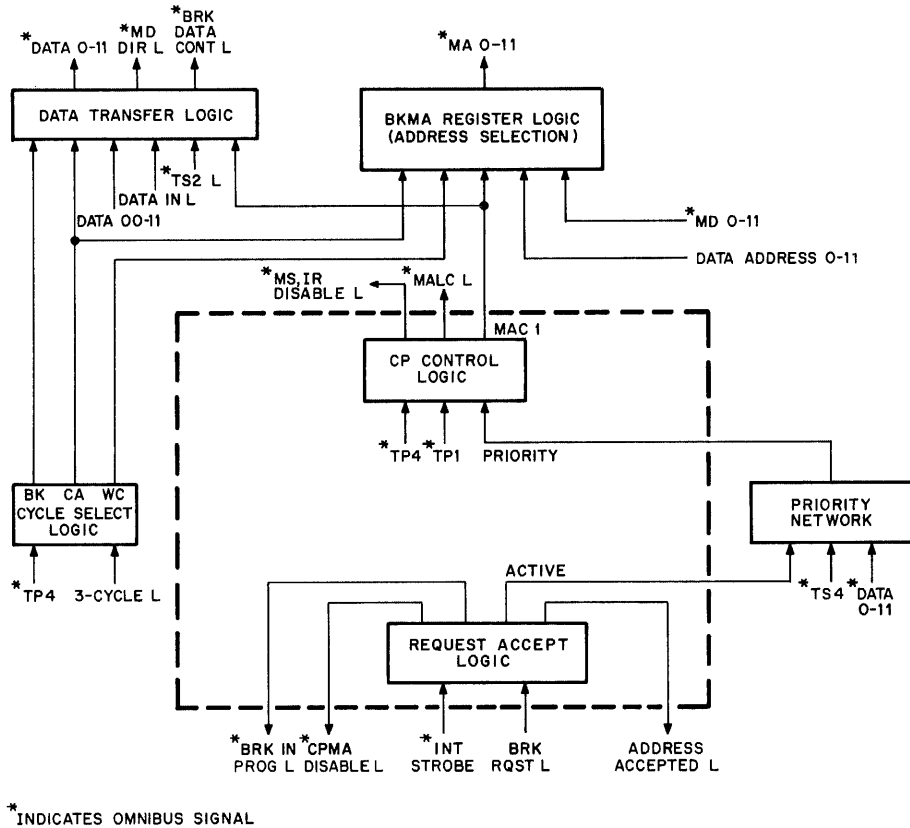 *DATA 0-11
*MD
DIR L
*BRK
DATA
CONT L
*MA 0-11
DATA TRANSFER LOGIC
BKMA REGISTER LOGIC
(ADDRESS SELECTION)
*TS2 L
DATA IN L
DATA 00-11
*MD 0-11
DATA ADDRESS 0-11
*MS,IR
DISABLE L
*MALC L
MAC 1
CP CONTROL
LOGIC
*TP4
*TP1
PRIORITY
BK CA WC
CYCLE SELECT
LOGIC
PRIORITY
NETWORK
*TP4
3-CYCLE L
ACTIVE
*TS4
*DATA
0-11
REQUEST ACCEPT
LOGIC
*BRK IN
PROG L
*CPMA
DISABLE L
*INT
STROBE
BRK
RQST L
ADDRESS
ACCEPTED L
*INDICATES OMNIBUS SIGNAL